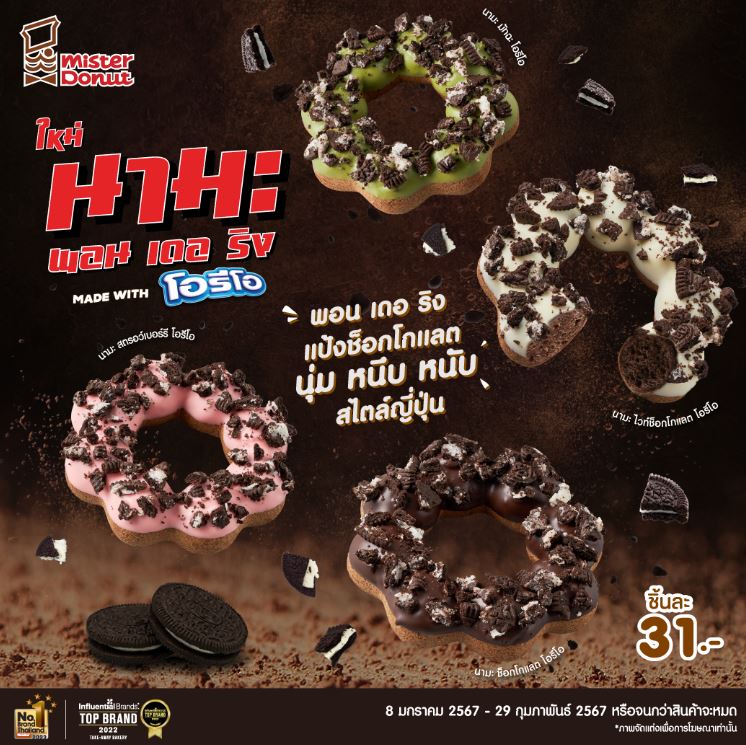 mister
Donut
ใหม่
นามะ
พอน เดอ ริง
MADE WITH โอรีโอ
นามะ มัทฉะ โอรีโอ
พอน เดอ ริง
แป้งช็อกโกแลต
นุ่ม หนึบ หนับ
สไตล์ญี่ปุ่น
นามะ ไวท์ช็อกโกแลต โอรีโอ
นามะ สตรอว์เบอร์รี โอรีโอ
นามะ ช็อกโกแลต โอรีโอ
ชิ้นละ
31.-
No.1
Brand
Thailand
Influential Brands
TOP BRAND
2022
TAKE-AWAY BAKERY
TOP BRAND
8 มกราคม 2567 - 29 กุมภาพันธ์ 2567 หรือจนกว่าสินค้าจะหมด
*ภาพจัดแต่งเพื่อการโฆษณาเท่านั้น